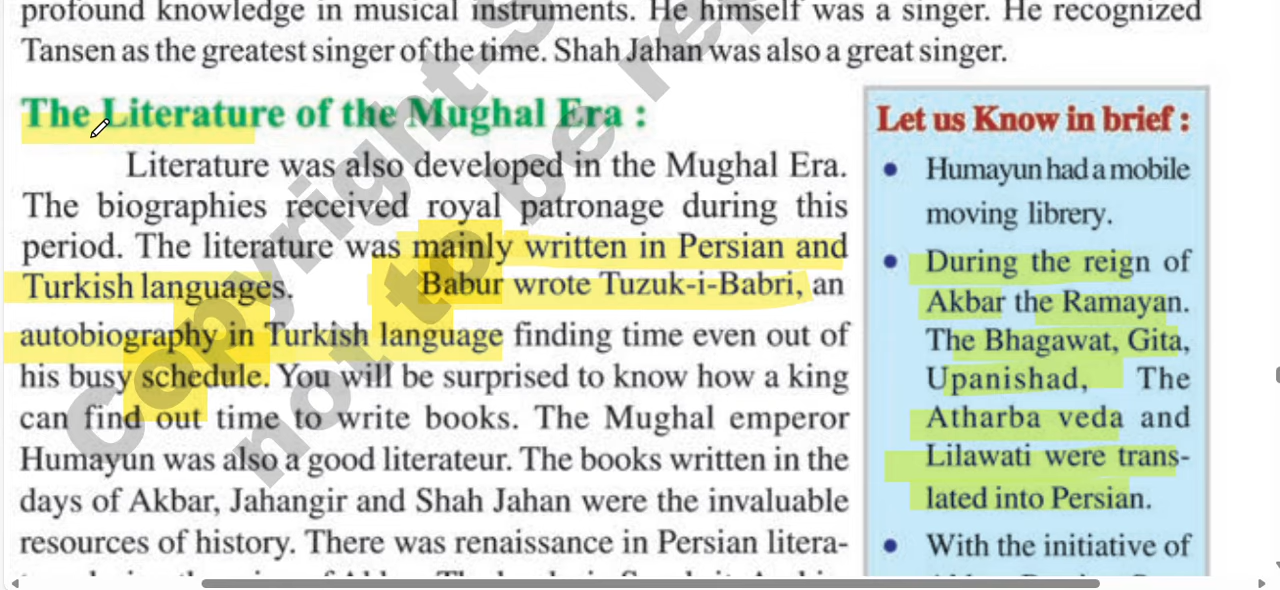 profound knowledge in musical instruments. He himself was a singer. He recognized
Tansen as the greatest singer of the time. Shah Jahan was also a great singer.
The Literature of the Mughal Era :
Literature was also developed in the Mughal Era.
The biographies received royal patronage during this
period. The literature was mainly written in Persian and
Turkish languages. Babur wrote Tuzuk-i-Babri, an
autobiography in Turkish language finding time even out of
his busy schedule. You will be surprised to know how a king
can find out time to write books. The Mughal emperor
Humayun was also a good literateur. The books written in the
days of Akbar, Jahangir and Shah Jahan were the invaluable
resources of history. There was renaissance in Persian litera-
Let us Know in brief :
• Humayun had a mobile
moving librery.
• During the reign of
Akbar the Ramayan.
The Bhagawat, Gita,
Upanishad, The
Atharba veda and
Lilawati were trans-
lated into Persian.
• With the initiative of